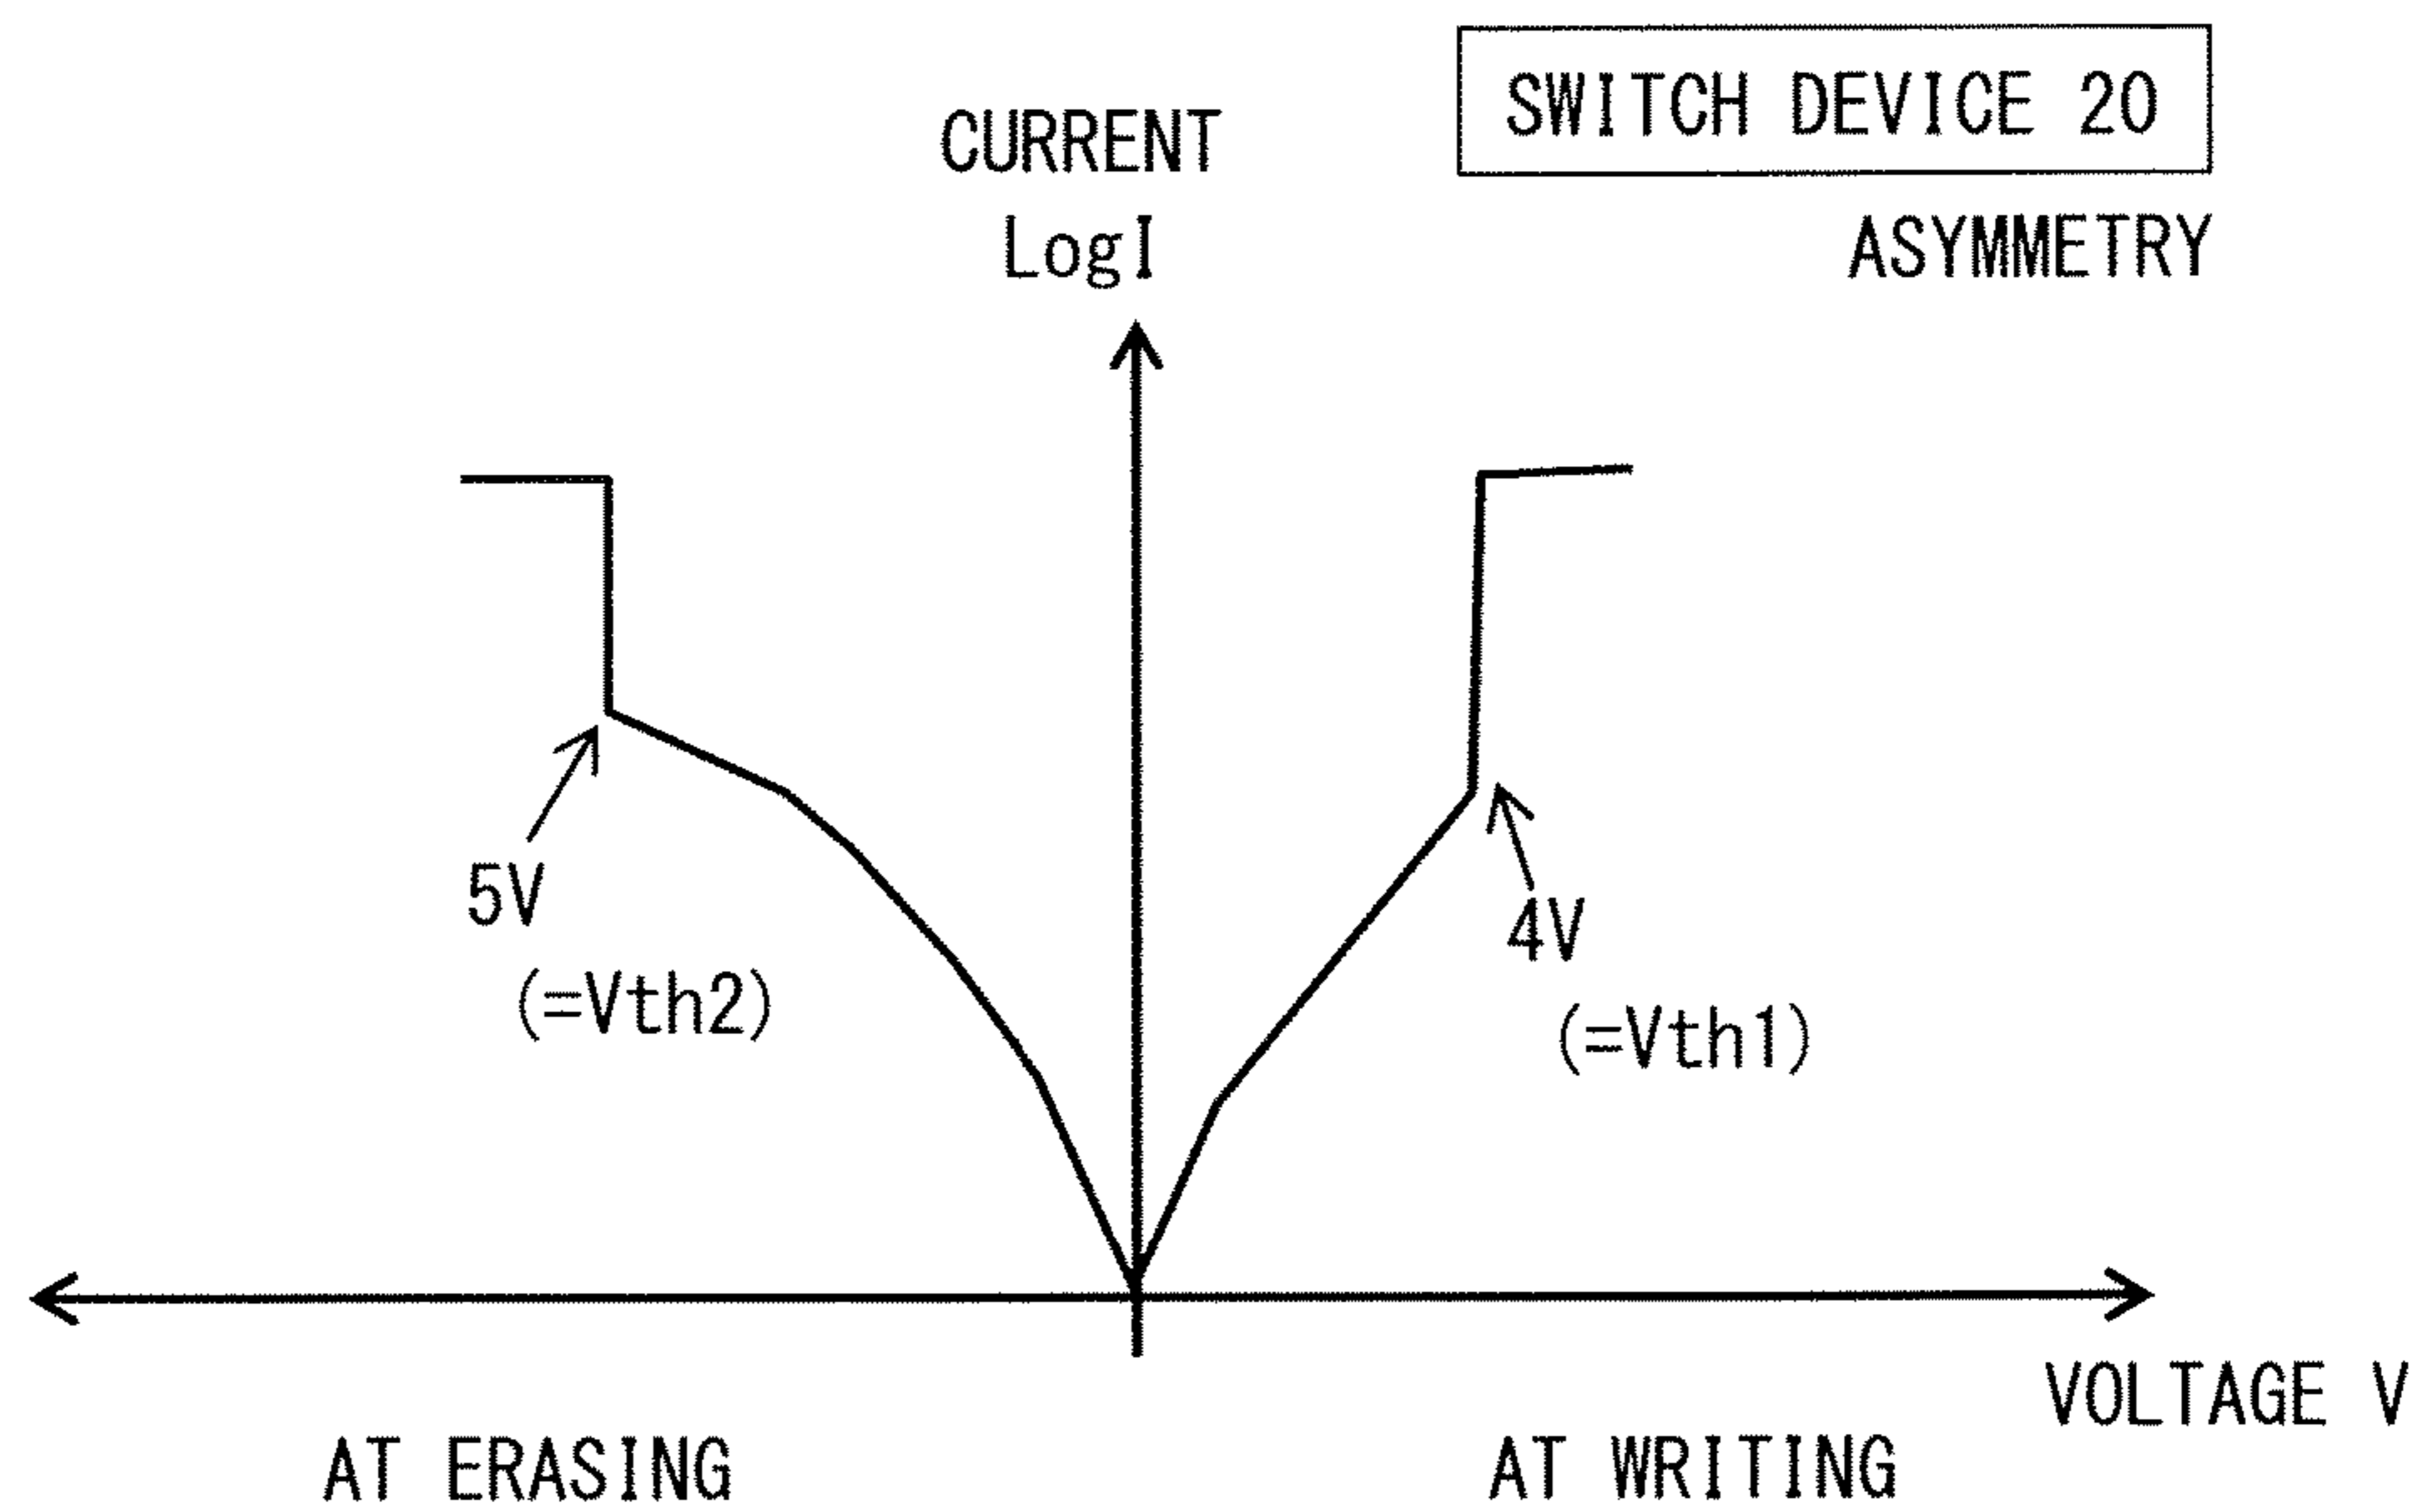 SWITCH DEVICE 20
CURRENT
LogI
ASYMMETRY
5V
(=Vth2)
4V
(=Vth1)
VOLTAGE V
AT ERASING
AT WRITING